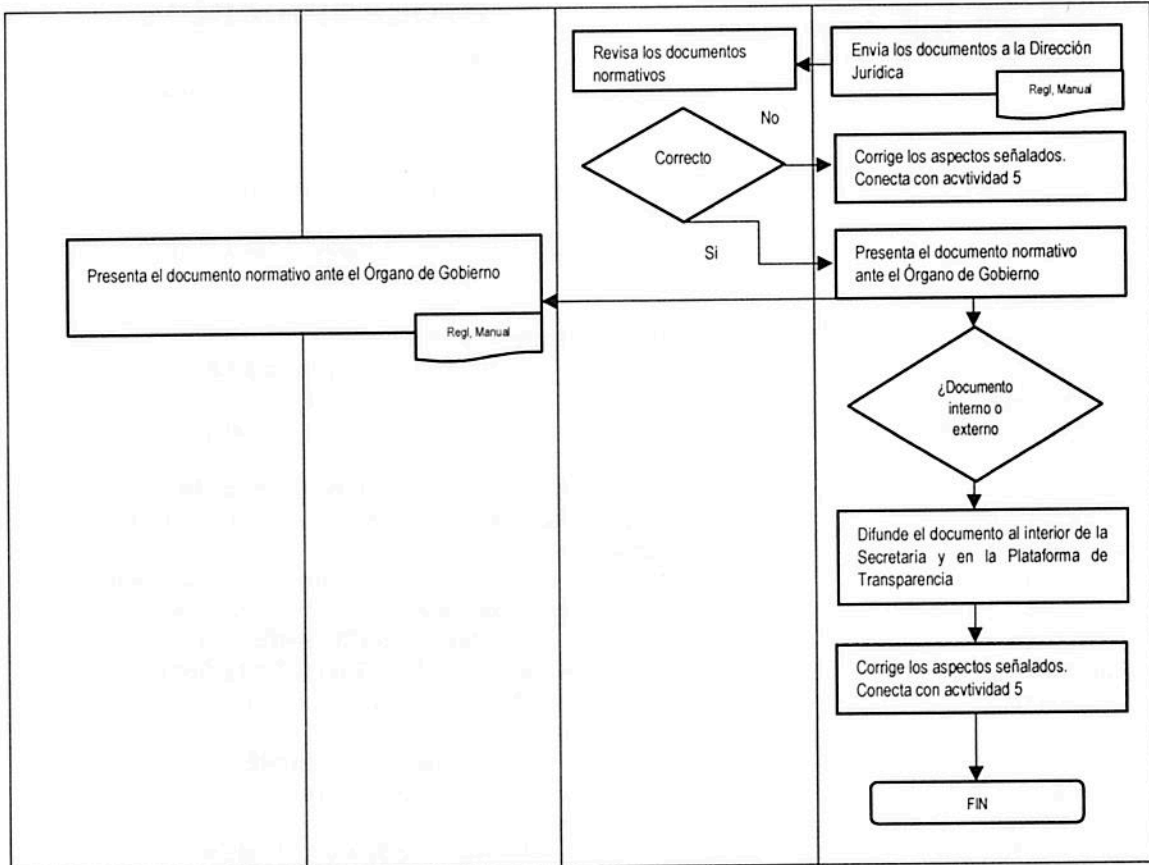 Revisa los documentos
normativos
Envía los documentos a la Dirección
Jurídica
Regl, Manual
No
Correcto
Corrige los aspectos señalados.
Conecta con acvtividad 5
Si
Presenta el documento normativo
ante el Órgano de Gobierno
Presenta el documento normativo ante el Órgano de Gobierno
Regl, Manual
¿Documento
interno o
externo
Difunde el documento al interior de la
Secretaria y en la Plataforma de
Transparencia
Corrige los aspectos señalados.
Conecta con acvtividad 5
FIN